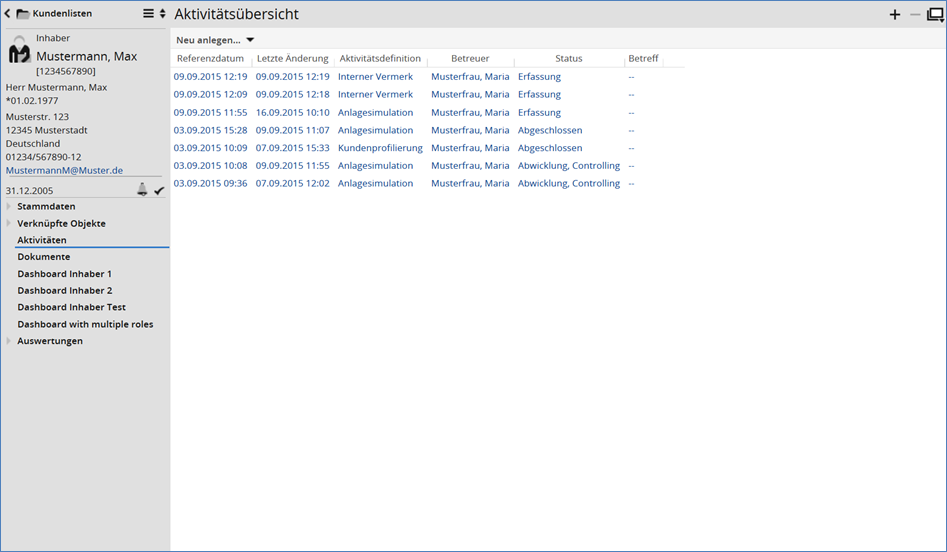 Kundenlisten
Inhaber
Mustermann, Max
[1234567890]
Herr Mustermann, Max
*01.02.1977
Musterstr. 123
12345 Musterstadt
Deutschland
01234/567890-12
MustermannM@Muster.de
31.12.2005
Stammdaten
Verknüpfte Objekte
Aktivitäten
Dokumente
Dashboard Inhaber 1
Dashboard Inhaber 2
Dashboard Inhaber Test
Dashboard with multiple roles
Auswertungen
Aktivitätsübersicht
Neu anlegen...
Referenzdatum Letzte Änderung Aktivitätsdefinition Betreuer Status Betreff
09.09.2015 12:19 09.09.2015 12:19 Interner Vermerk Musterfrau, Maria Erfassung --
09.09.2015 12:09 09.09.2015 12:18 Interner Vermerk Musterfrau, Maria Erfassung --
09.09.2015 11:55 16.09.2015 10:10 Anlagesimulation Musterfrau, Maria Erfassung --
03.09.2015 15:28 09.09.2015 11:07 Anlagesimulation Musterfrau, Maria Abgeschlossen --
03.09.2015 10:09 07.09.2015 15:33 Kundenprofilierung Musterfrau, Maria Abgeschlossen --
03.09.2015 10:08 09.09.2015 11:55 Anlagesimulation Musterfrau, Maria Abwicklung, Controlling --
03.09.2015 09:36 07.09.2015 12:02 Anlagesimulation Musterfrau, Maria Abwicklung, Controlling --